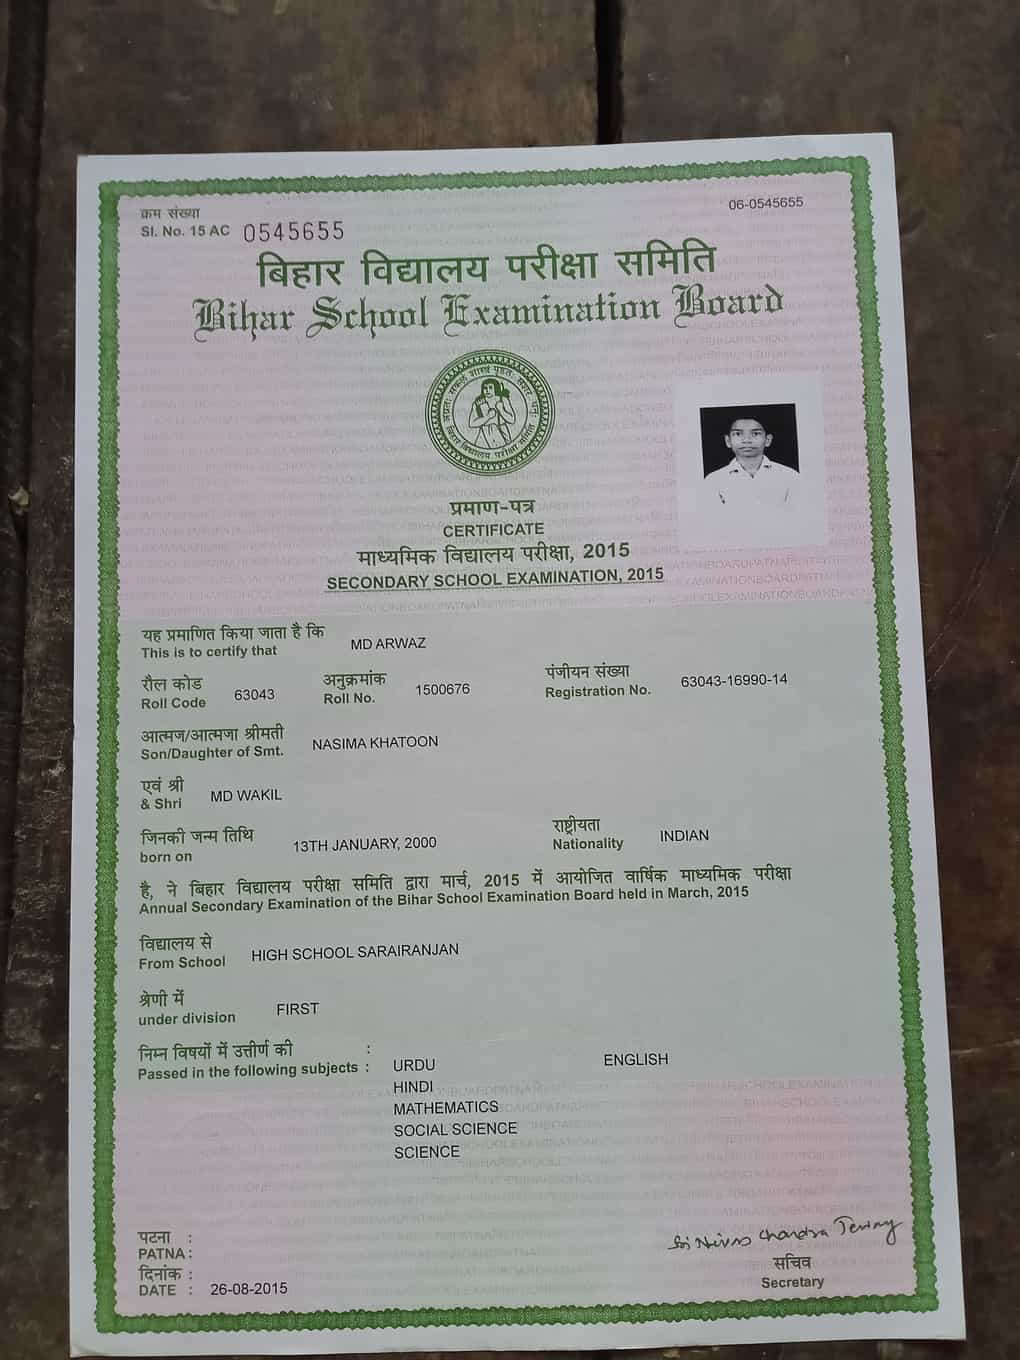 क्रम संख्या
Sl. No. 15 AC 0545655
06-0545655
बिहार विद्यालय परीक्षा समिति
Bihar School Examination Board
बिहार विद्यालय परीक्षा समिति
प्रमाण-पत्र
CERTIFICATE
माध्यमिक विद्यालय परीक्षा, 2015
SECONDARY SCHOOL EXAMINATION, 2015
यह प्रमाणित किया जाता है कि
This is to certify that MD ARWAZ
रौल कोड अनुक्रमांक पंजीयन संख्या
Roll Code 63043 Roll No. 1500676 Registration No. 63043-16990-14
आत्मज/आत्मजा श्रीमती
Son/Daughter of Smt. NASIMA KHATOON
एवं श्री
& Shri MD WAKIL
जिनकी जन्म तिथि राष्ट्रीयता
born on 13TH JANUARY, 2000 Nationality INDIAN
है, ने बिहार विद्यालय परीक्षा समिति द्वारा मार्च, 2015 में आयोजित वार्षिक माध्यमिक परीक्षा
Annual Secondary Examination of the Bihar School Examination Board held in March, 2015
विद्यालय से
From School HIGH SCHOOL SARAIRANJAN
श्रेणी में
under division FIRST
निम्न विषयों में उत्तीर्ण की :
Passed in the following subjects : URDU ENGLISH
HINDI
MATHEMATICS
SOCIAL SCIENCE
SCIENCE
पटना :
PATNA :
दिनांक :
DATE : 26-08-2015
सचिव
Secretary